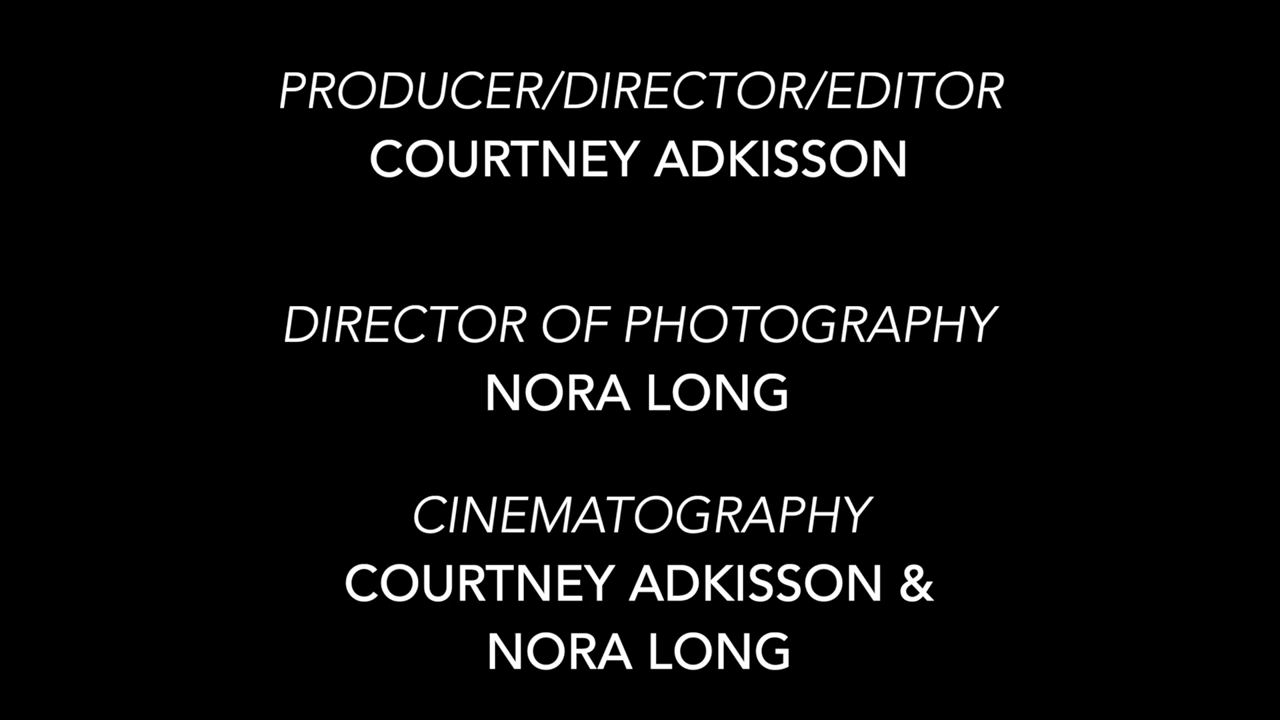 PRODUCER/DIRECTOR/EDITOR
COURTNEY ADKISSON
DIRECTOR OF PHOTOGRAPHY
NORA LONG
CINEMATOGRAPHY
COURTNEY ADKISSON &
NORA LONG